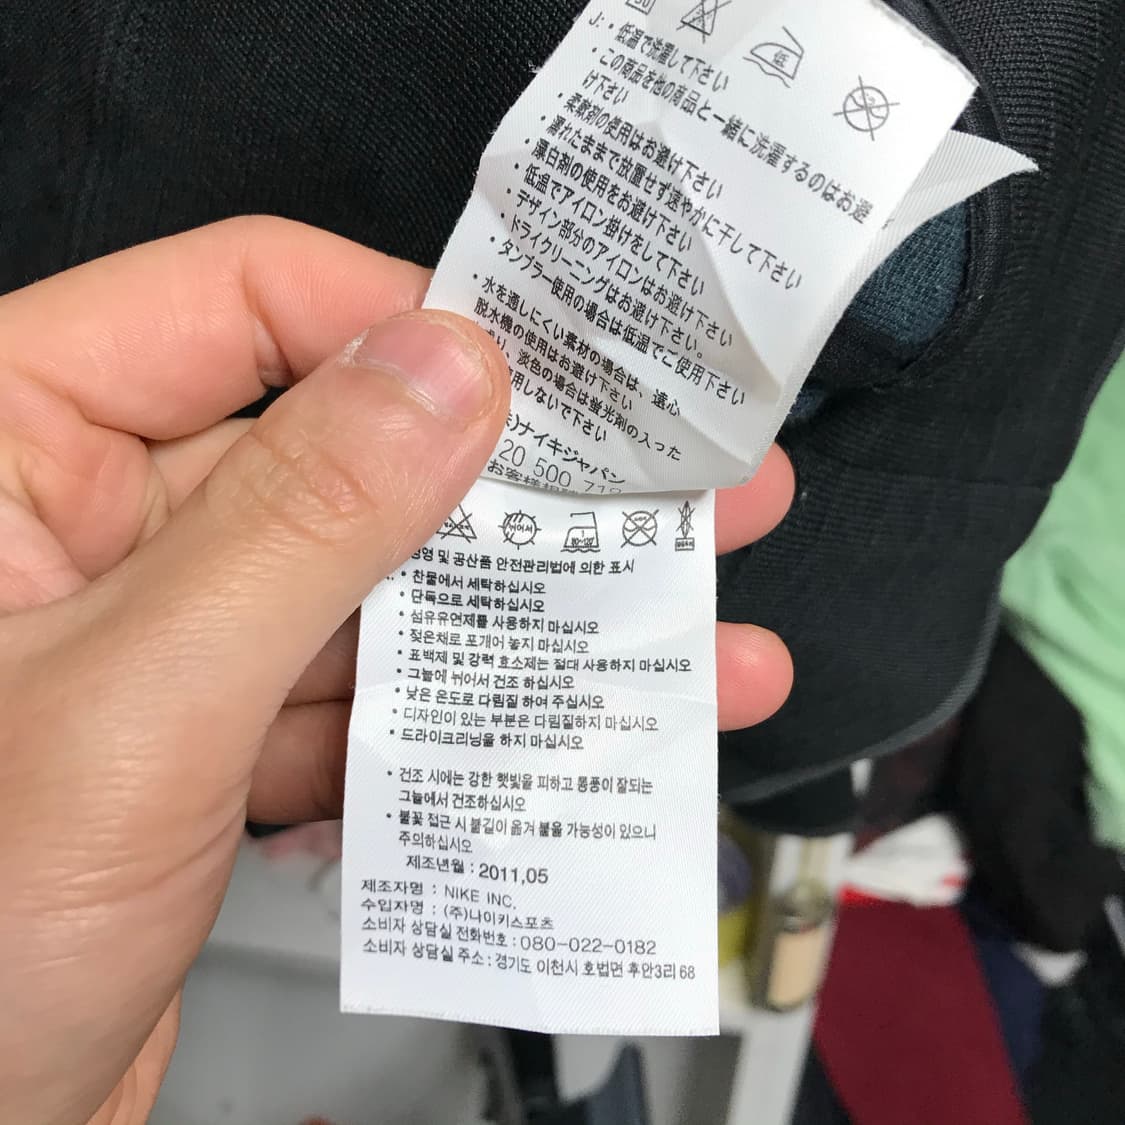 J: • 低温で洗濯して下さい
• この商品を他の商品と一緒に洗濯するのはお避
け下さい
• 柔軟剤の使用はお避け下さい
• 濡れたままで放置せず速やかに干して下さい
• 漂白剤の使用をお避け下さい
• 低温でアイロン掛けをして下さい
• デザイン部分のアイロンはお避け下さい
• ドライクリーニングはお避け下さい。
• タンブラー使用の場合は低温でご使用下さい
• 水を通しにくい素材の場合は、遠心
脱水機の使用はお避け下さい
り、淡色の場合は蛍光剤の入った
用しないで下さい
)ナイキジャパン
20 500 712
お客様相談
및 공산품 안전관리법에 의한 표시
• 찬물에서 세탁하십시오
• 단독으로 세탁하십시오
• 섬유유연제를 사용하지 마십시오
• 젖은채로 포개어 놓지 마십시오
• 표백제 및 강력 효소제는 절대 사용하지 마십시오
• 그늘에 뉘어서 건조 하십시오
• 낮은 온도로 다림질 하여 주십시오
• 디자인이 있는 부분은 다림질하지 마십시오
• 드라이크리닝을 하지 마십시오
• 건조 시에는 강한 햇빛을 피하고 통풍이 잘되는
그늘에서 건조하십시오
• 불꽃 접근 시 불길이 옮겨 붙을 가능성이 있으니
주의하십시오
제조년월 : 2011,05
제조자명 : NIKE INC.
수입자명 : (주)나이키스포츠
소비자 상담실 전화번호 : 080-022-0182
소비자 상담실 주소 : 경기도 이천시 호법면 후안3리 68